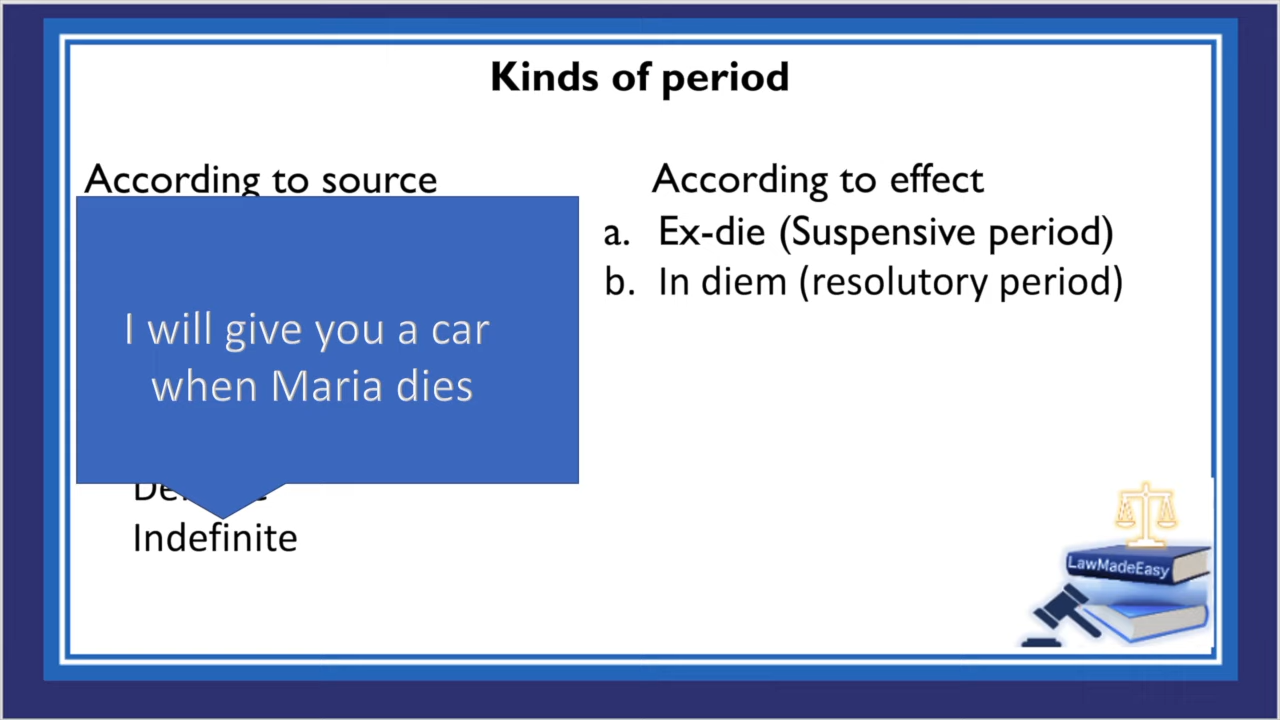 Kinds of period
According to source
I will give you a car
when Maria dies
Indefinite
According to effect
a. Ex-die (Suspensive period)
b. In diem (resolutory period)
LawMadeEasy